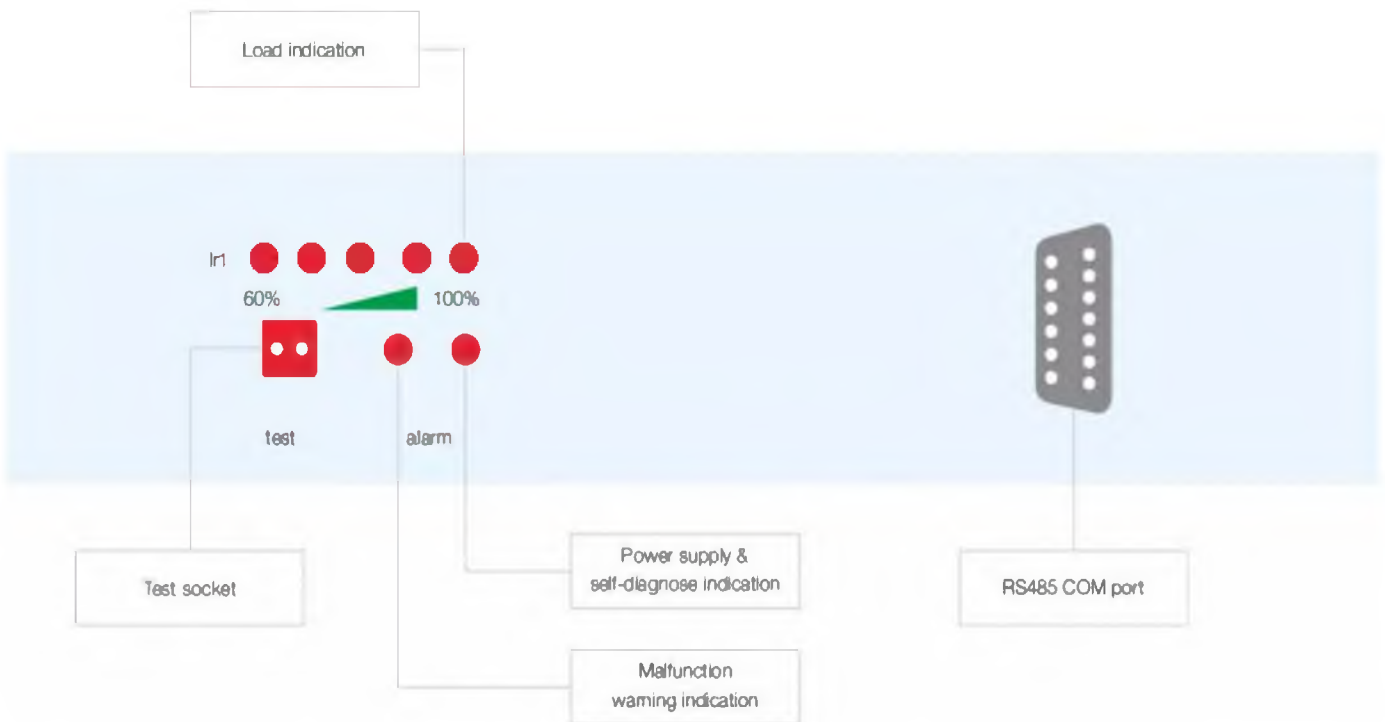 Load indication
Ir1
60%
100%
test
alarm
Test socket
Power supply &
self-diagnose indication
RS485 COM port
Malfunction
warning indication